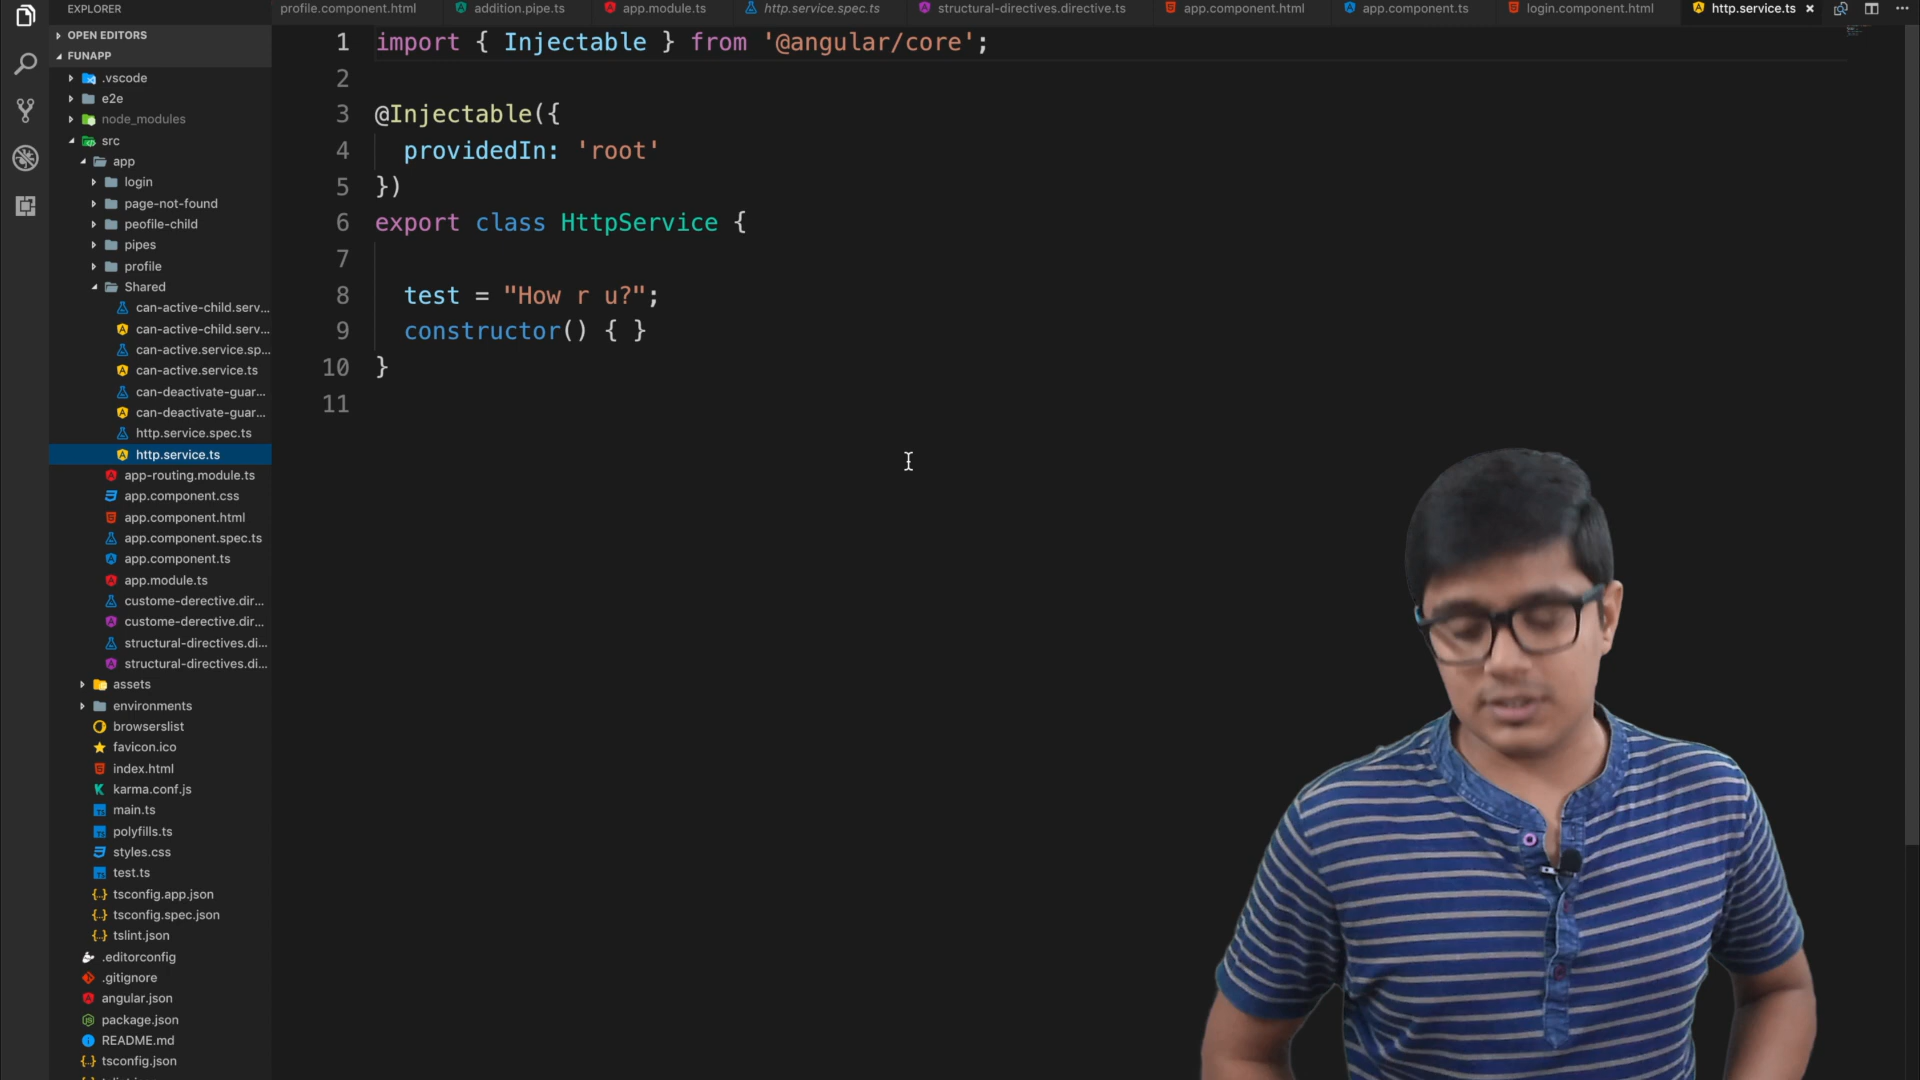 EXPLORER
OPEN EDITORS
FUNAPP
.vscode
e2e
node_modules
src
app
login
page-not-found
peofile-child
pipes
profile
Shared
can-active-child.serv...
can-active-child.serv...
can-active.service.sp...
can-active.service.ts
can-deactivate-guar...
can-deactivate-guar...
http.service.spec.ts
http.service.ts
app-routing.module.ts
app.component.css
app.component.html
app.component.spec.ts
app.component.ts
app.module.ts
custome-derective.dir...
custome-derective.dir...
structural-directives.di...
structural-directives.di...
assets
environments
browserslist
favicon.ico
index.html
karma.conf.js
main.ts
polyfills.ts
styles.css
test.ts
tsconfig.app.json
tsconfig.spec.json
tslint.json
.editorconfig
.gitignore
angular.json
package.json
README.md
tsconfig.json
profile.component.html addition.pipe.ts app.module.ts http.service.spec.ts structural-directives.directive.ts app.component.html app.component.ts login.component.html http.service.ts
1 import { Injectable } from '@angular/core';
2
3 @Injectable({
4 providedIn: 'root'
5 })
6 export class HttpService {
7
8 test = "How r u?";
9 constructor() { }
10 }
11